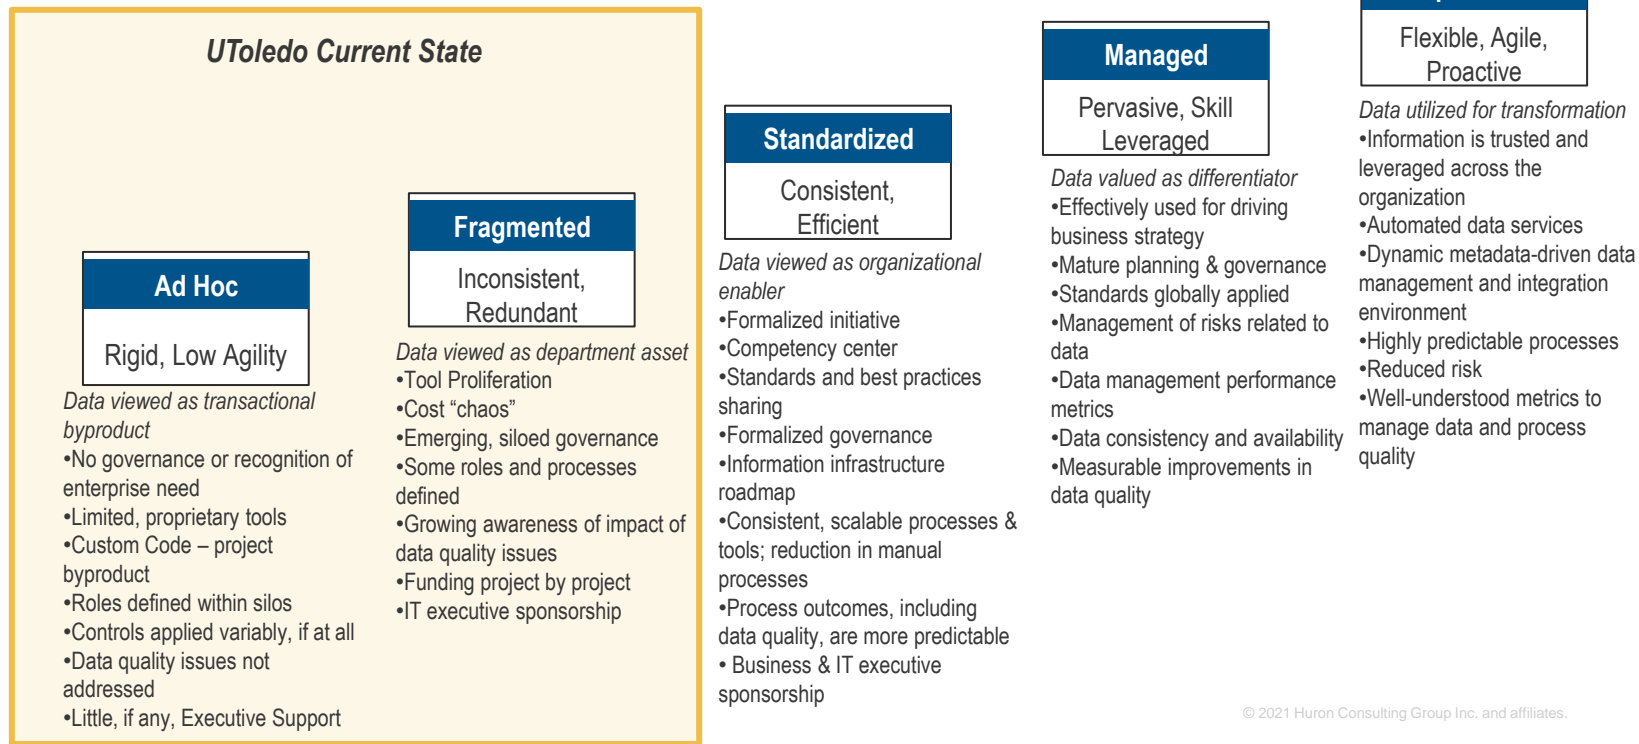 UToledo Current State
Ad Hoc
Rigid, Low Agility
Data viewed as transactional
byproduct
•No governance or recognition of
enterprise need
•Limited, proprietary tools
•Custom Code – project
byproduct
•Roles defined within silos
•Controls applied variably, if at all
•Data quality issues not
addressed
•Little, if any, Executive Support
Fragmented
Inconsistent,
Redundant
Data viewed as department asset
•Tool Proliferation
•Cost “chaos”
•Emerging, siloed governance
•Some roles and processes
defined
•Growing awareness of impact of
data quality issues
•Funding project by project
•IT executive sponsorship
Standardized
Consistent,
Efficient
Data viewed as organizational
enabler
•Formalized initiative
•Competency center
•Standards and best practices
sharing
•Formalized governance
•Information infrastructure
roadmap
•Consistent, scalable processes &
tools; reduction in manual
processes
•Process outcomes, including
data quality, are more predictable
• Business & IT executive
sponsorship
Managed
Pervasive, Skill
Leveraged
Data valued as differentiator
•Effectively used for driving
business strategy
•Mature planning & governance
•Standards globally applied
•Management of risks related to
data
•Data management performance
metrics
•Data consistency and availability
•Measurable improvements in
data quality
Flexible, Agile,
Proactive
Data utilized for transformation
•Information is trusted and
leveraged across the
organization
•Automated data services
•Dynamic metadata-driven data
management and integration
environment
•Highly predictable processes
•Reduced risk
•Well-understood metrics to
manage data and process
quality
© 2021 Huron Consulting Group Inc. and affiliates.